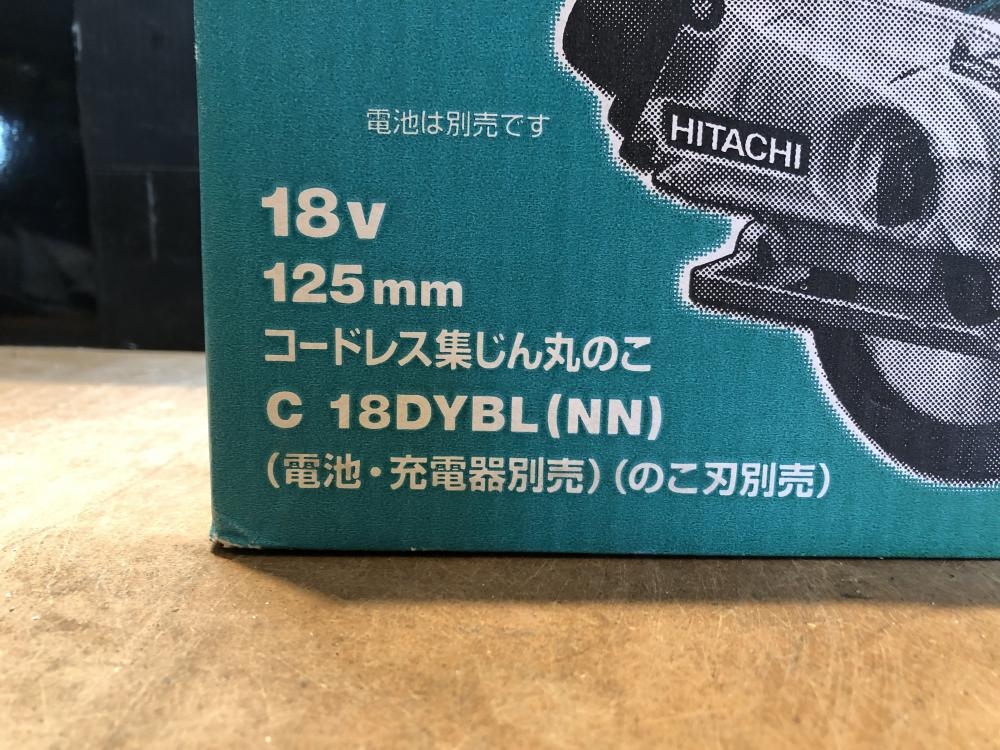 電池は別売です
HITACHI
18V
125mm
コードレス集じん丸のこ
C 18DYBL(NN)
(電池・充電器別売)(のこ刃別売)